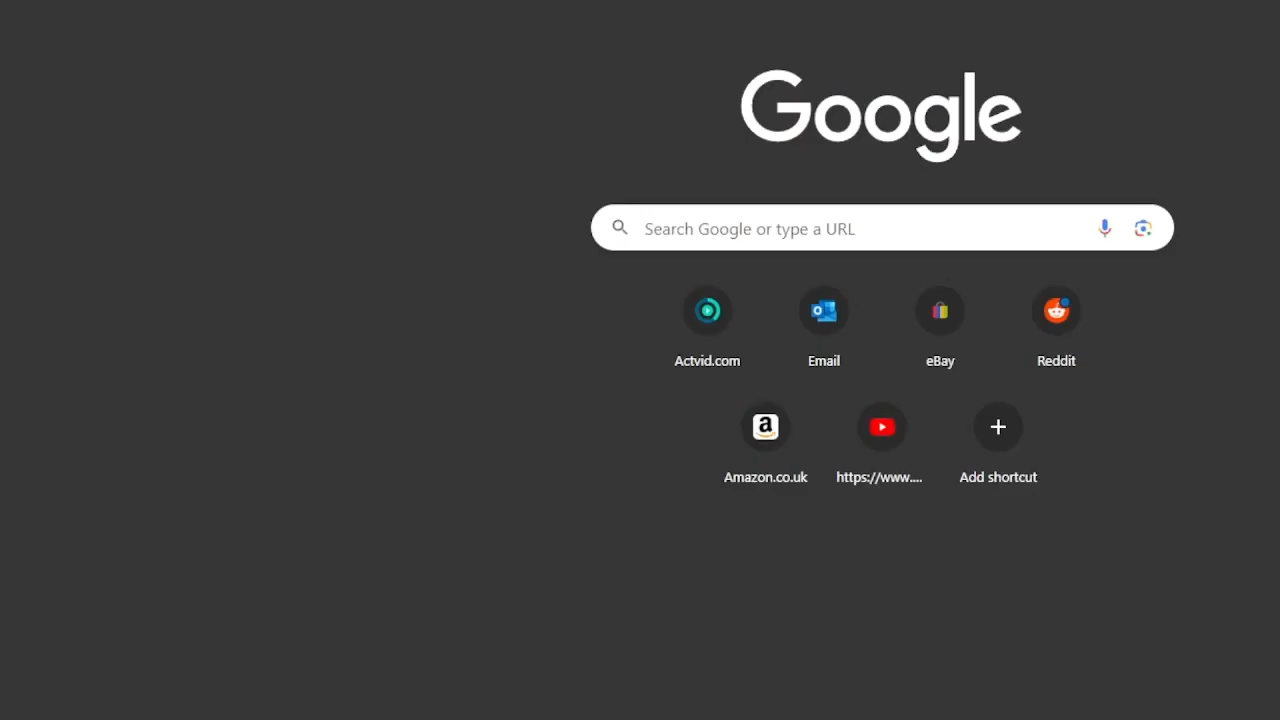 Google
Search Google or type a URL
Actvid.com
Email
eBay
Reddit
Amazon.co.uk
https://www....
Add shortcut